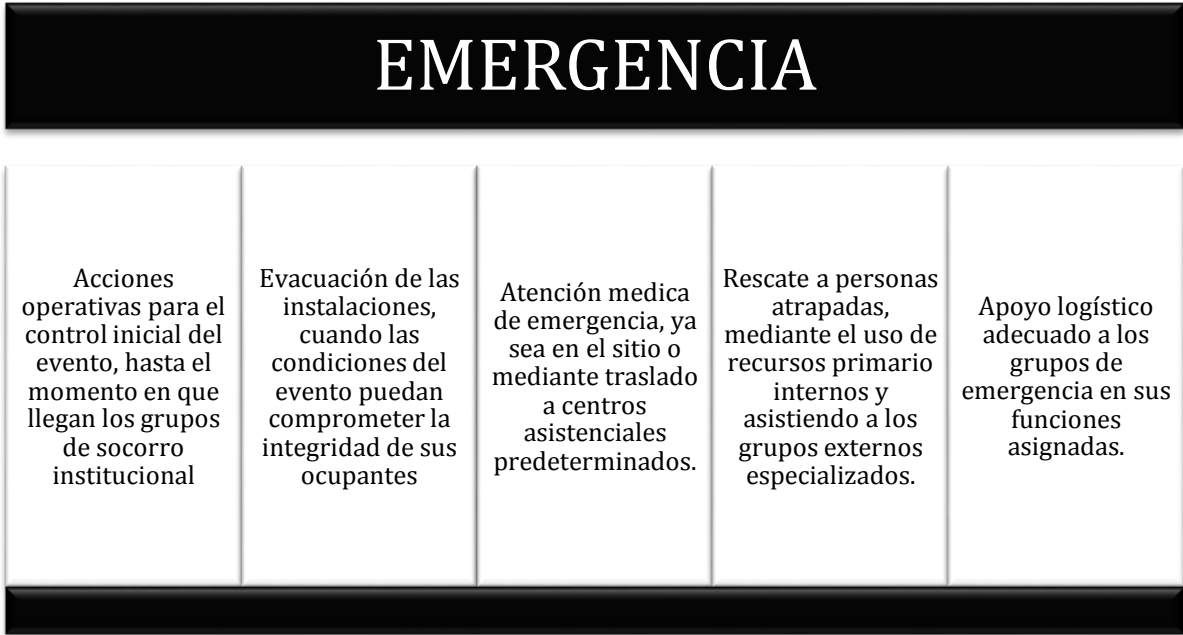 EMERGENCIA
Acciones
operativas para el
control inicial del
evento, hasta el
momento en que
llegan los grupos
de socorro
institucional
Evacuación de las
instalaciones,
cuando las
condiciones del
evento puedan
comprometer la
integridad de sus
ocupantes
Atención medica
de emergencia, ya
sea en el sitio o
mediante traslado
a centros
asistenciales
predeterminados.
Rescate a personas
atrapadas,
mediante el uso de
recursos primario
internos y
asistiendo a los
grupos externos
especializados.
Apoyo logístico
adecuado a los
grupos de
emergencia en sus
funciones
asignadas.